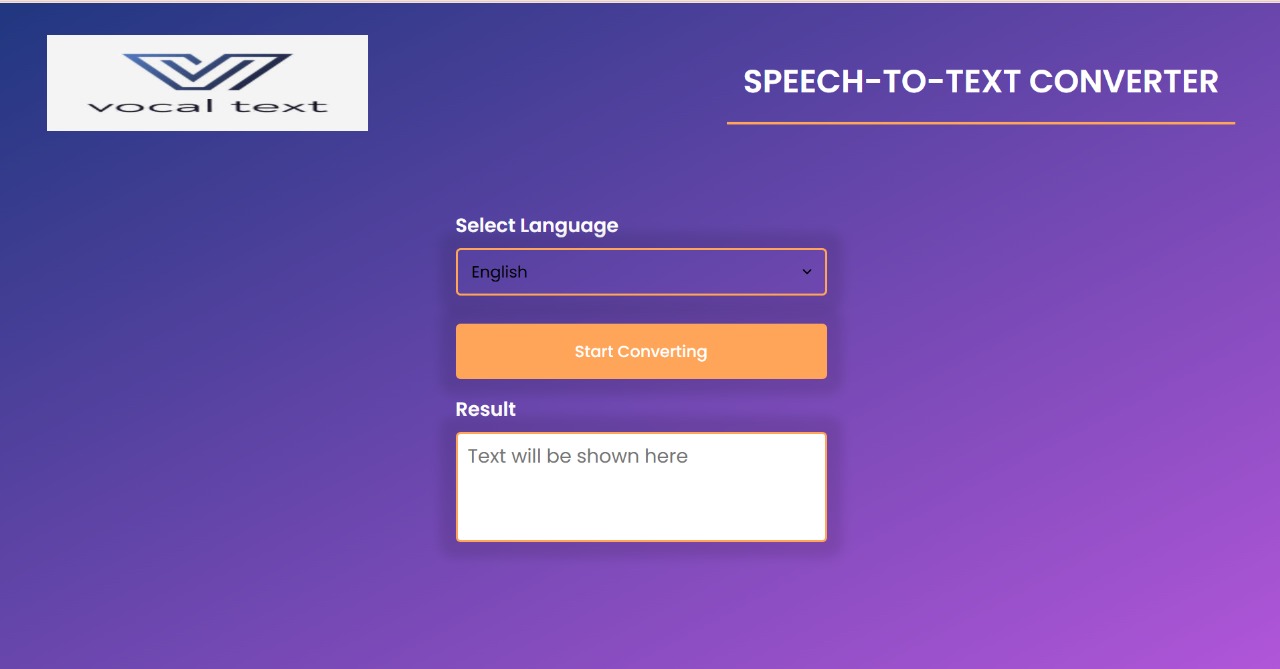 vocal text
SPEECH-TO-TEXT CONVERTER
Select Language
English
Start Converting
Result
Text will be shown here